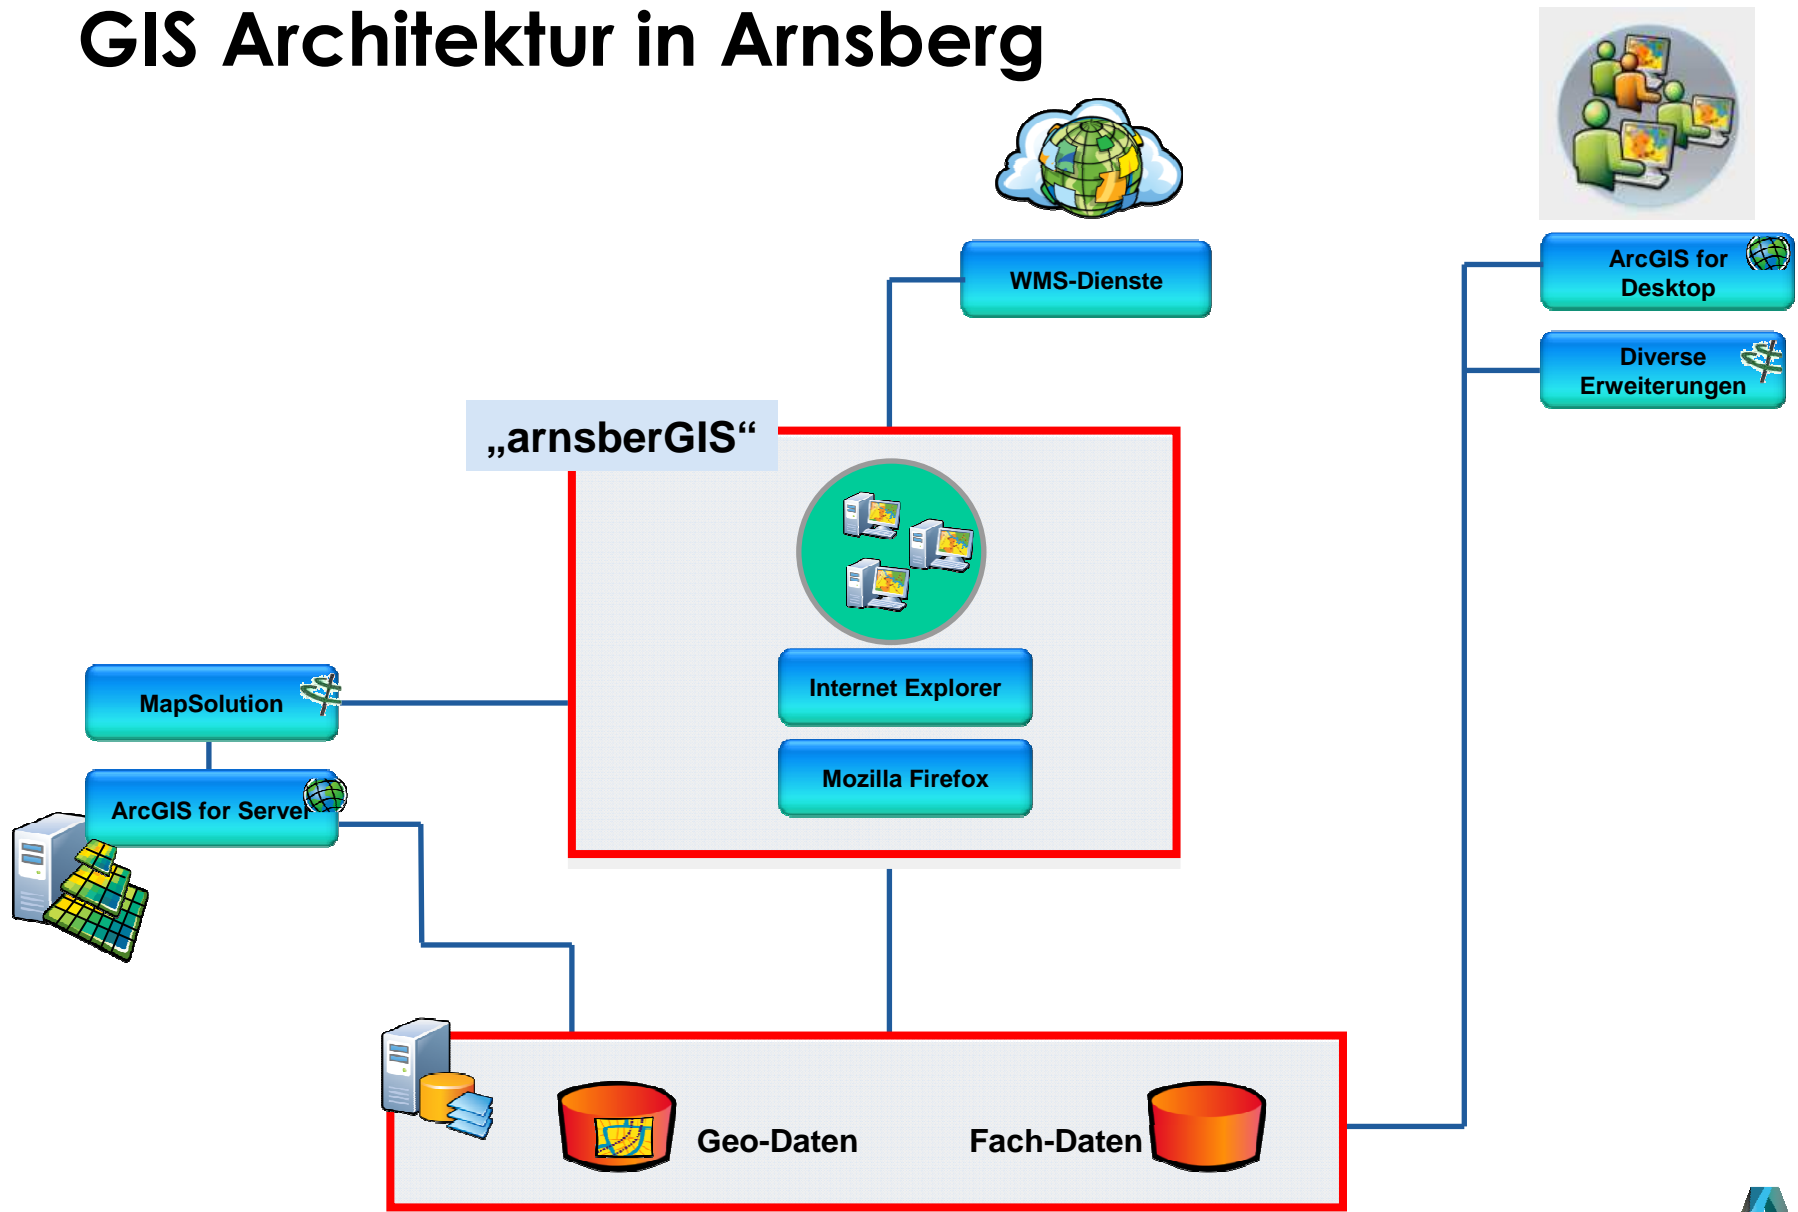 GIS Architektur in Arnsberg
WMS-Dienste
ArcGIS for
Desktop
Diverse
Erweiterungen
„arnsberGIS“
Internet Explorer
Mozilla Firefox
MapSolution
ArcGIS for Server
Geo-Daten
Fach-Daten